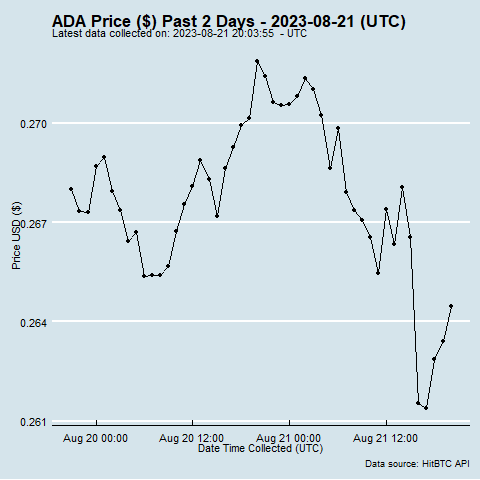 ADA Price ($) Past 2 Days - 2023-08-21 (UTC)
Latest data collected on: 2023-08-21 20:03:55 - UTC
Price USD ($)
0.270
0.267
0.264
0.261
Aug 20 00:00 Aug 20 12:00 Aug 21 00:00 Aug 21 12:00
Date Time Collected (UTC)
Data source: HitBTC API